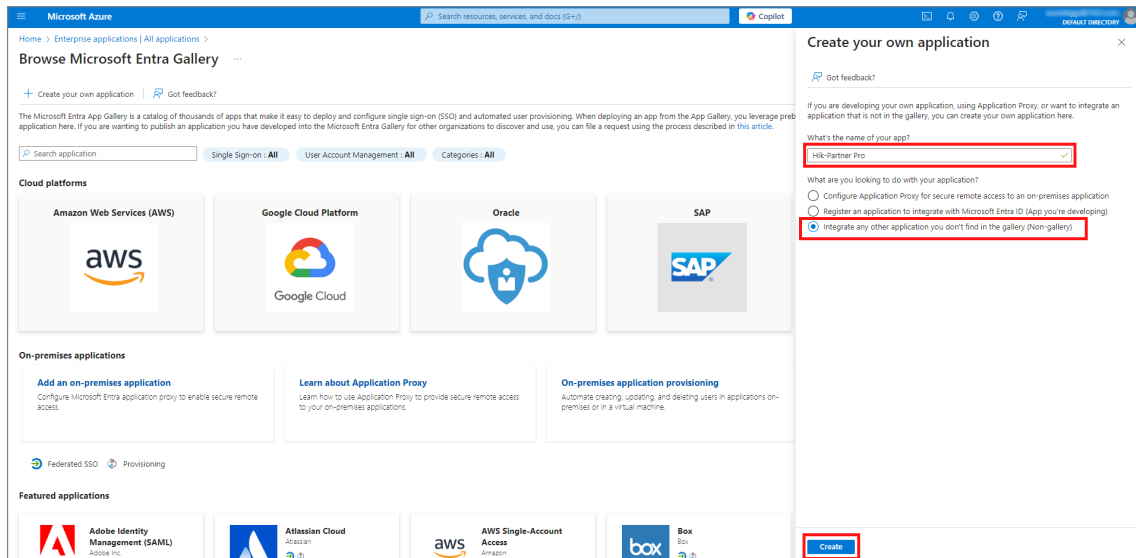 Microsoft Azure
Search resources, services, and docs (G+/)
Copilot
DEFAULT DIRECTORY
Home > Enterprise applications | All applications >
Browse Microsoft Entra Gallery ...
+ Create your own application
Got feedback?
The Microsoft Entra App Gallery is a catalog of thousands of apps that make it easy to deploy and configure single sign-on (SSO) and automated user provisioning. When deploying an app from the App Gallery, you leverage preb
application here. If you are wanting to publish an application you have developed into the Microsoft Entra Gallery for other organizations to discover and use, you can file a request using the process described in this article.
Search application
Single Sign-on : All
User Account Management : All
Categories : All
Cloud platforms
Amazon Web Services (AWS)
aws
Google Cloud Platform
Google Cloud
Oracle
SAP
SAP
On-premises applications
Add an on-premises application
Configure Microsoft Entra application proxy to enable secure remote
access.
Learn about Application Proxy
Learn how to use Application Proxy to provide secure remote access
to your on-premises applications.
On-premises application provisioning
Automate creating, updating, and deleting users in applications on-
premises or in a virtual machine.
Federated SSO
Provisioning
Featured applications
Adobe Identity
Management (SAML)
Adobe Inc.
Atlassian Cloud
Atlassian
aws
AWS Single-Account
Access
Amazon
box
Box
Box
Create your own application
Got feedback?
If you are developing your own application, using Application Proxy, or want to integrate an
application that is not in the gallery, you can create your own application here.
What's the name of your app?
Hik-Partner Pro
What are you looking to do with your application?
Configure Application Proxy for secure remote access to an on-premises application
Register an application to integrate with Microsoft Entra ID (App you're developing)
Integrate any other application you don't find in the gallery (Non-gallery)
Create